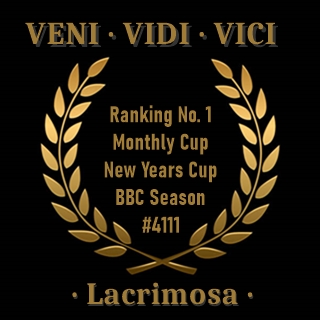 VENI · VIDI · VICI
Ranking No. 1
Monthly Cup
New Years Cup
BBC Season
#4111
· Lacrimosa ·